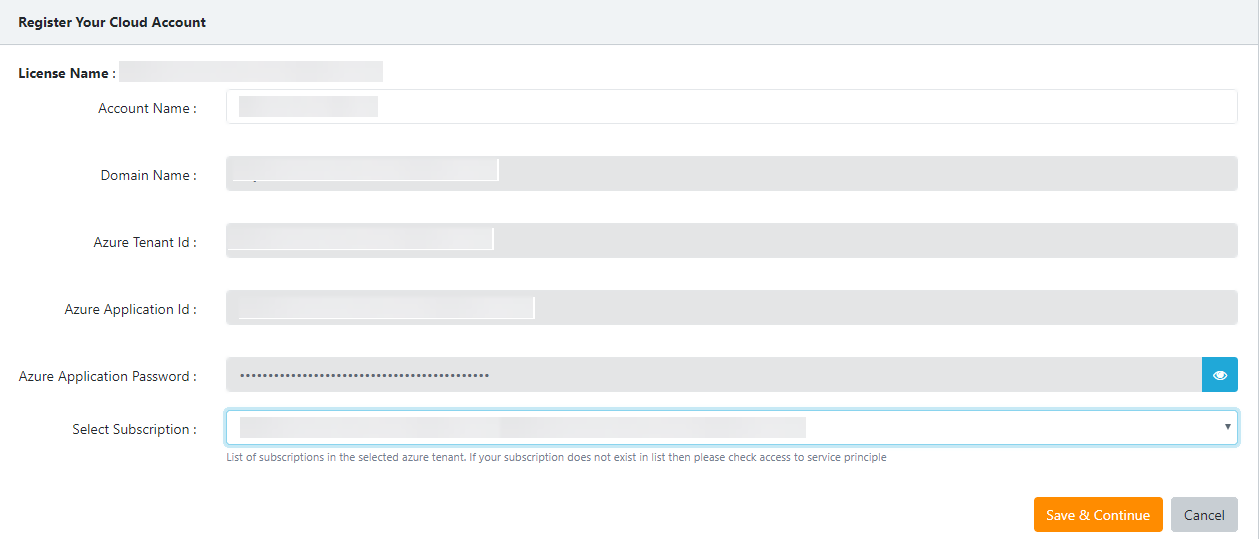 Register Your Cloud Account
License Name :
Account Name :
Domain Name :
Azure Tenant Id :
Azure Application Id :
Azure Application Password : ••••••••••••••••••••••••••••••••••••••••••••
Select Subscription :
List of subscriptions in the selected azure tenant. If your subscription does not exist in list then please check access to service principle
Save & Continue Cancel